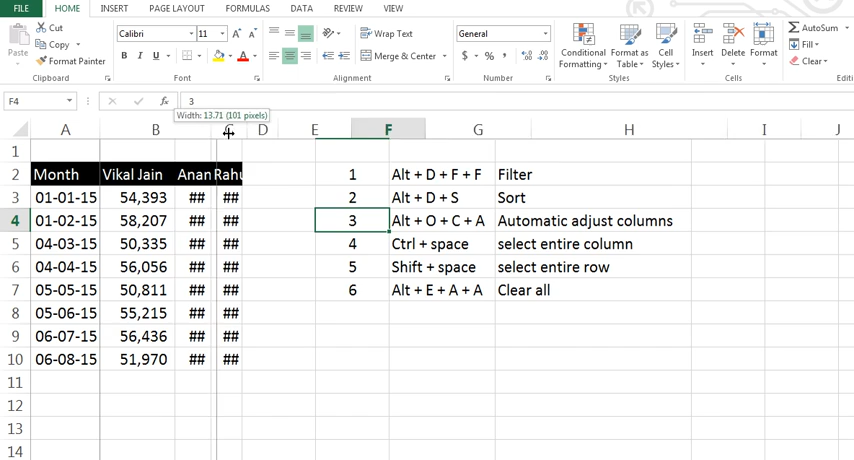 FILE HOME INSERT PAGE LAYOUT FORMULAS DATA REVIEW VIEW
Paste
Cut
Copy
Format Painter
Clipboard
Calibri 11 A A
B I U A
Font
Wrap Text
Merge & Center
Alignment
General
$ % ,
Number
Conditional Formatting
Format as Table
Cell Styles
Styles
Insert Delete Format
Cells
AutoSum
Fill
Clear
Editi
F4 fx 3
Width: 13.71 (101 pixels)
A B C D E F G H I J
1
2 Month Vikal Jain Anan Rahu 1 Alt + D + F + F Filter
3 01-01-15 54,393 ## ## 2 Alt + D + S Sort
4 01-02-15 58,207 ## ## 3 Alt + O + C + A Automatic adjust columns
5 04-03-15 50,335 ## ## 4 Ctrl + space select entire column
6 04-04-15 56,056 ## ## 5 Shift + space select entire row
7 05-05-15 50,811 ## ## 6 Alt + E + A + A Clear all
8 05-06-15 55,215 ## ##
9 06-07-15 56,436 ## ##
10 06-08-15 51,970 ## ##
11
12
13
14